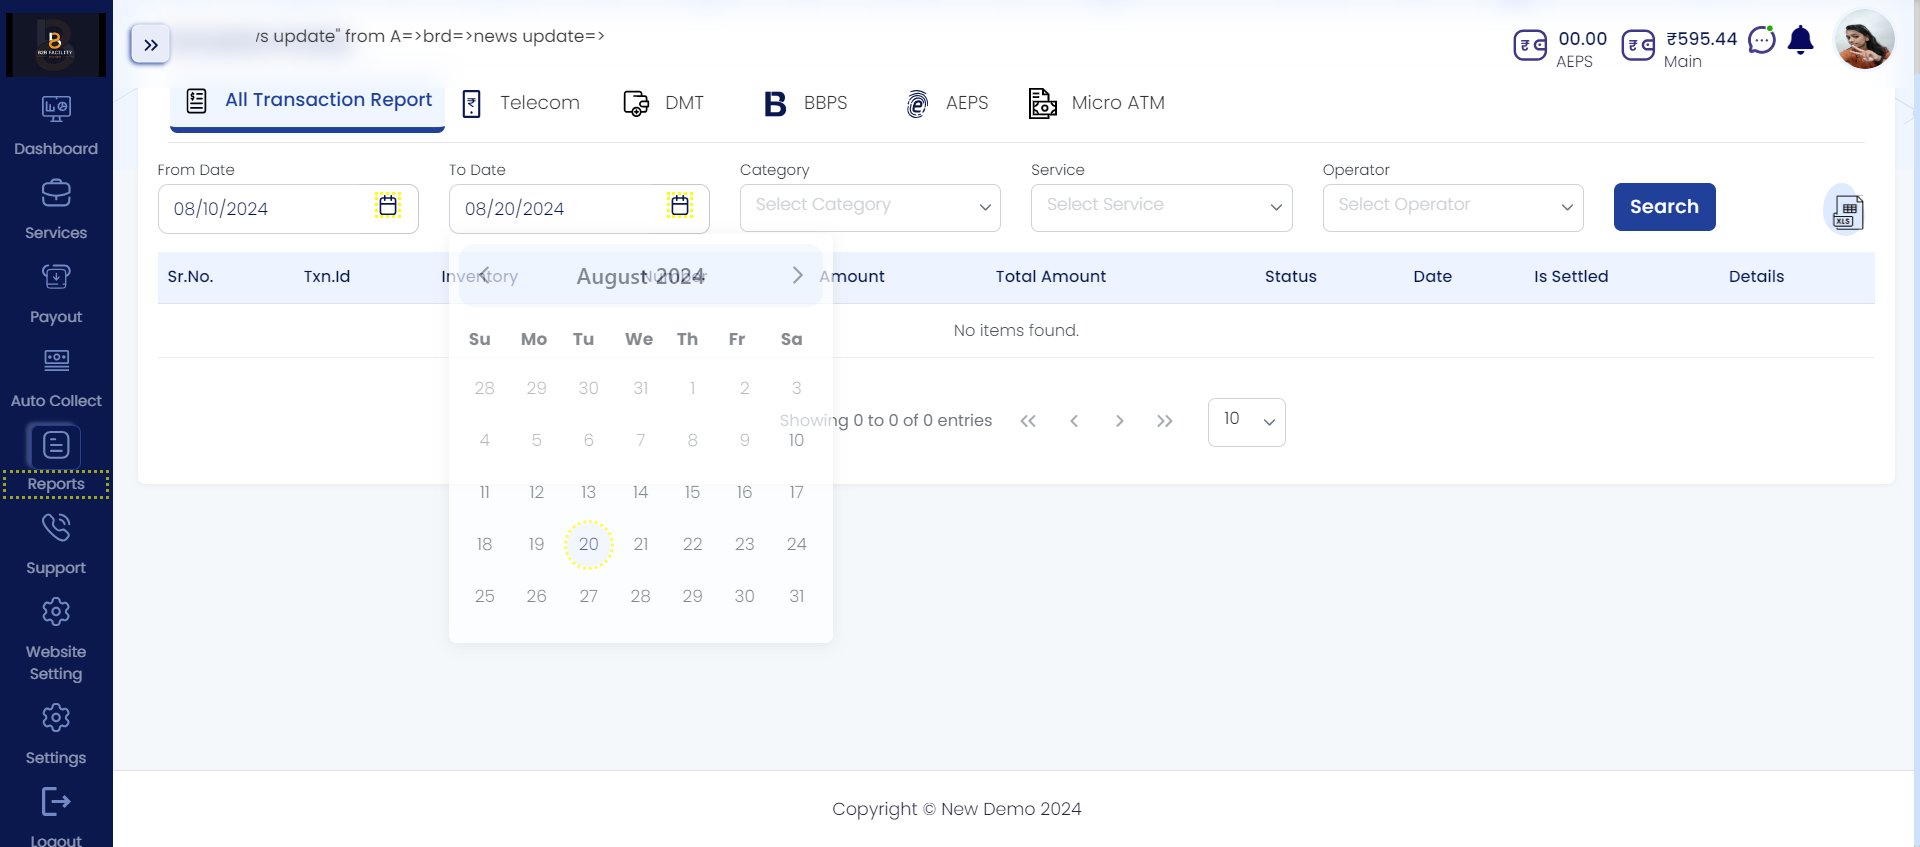 B2B FACILITY
vs update" from A=>brd=>news update=>
00.00
AEPS
₹595.44
Main
All Transaction Report
Telecom
DMT
BBPS
AEPS
Micro ATM
Dashboard
Services
Payout
Auto Collect
Reports
Support
Website Setting
Settings
Logout
From Date
To Date
Category
Service
Operator
08/10/2024
08/20/2024
Select Category
Select Service
Select Operator
Search
XLS
Sr.No.
Txn.Id
Inventory
Number
Amount
Total Amount
Status
Date
Is Settled
Details
August 2024
No items found.
Su Mo Tu We Th Fr Sa
28 29 30 31 1 2 3
4 5 6 7 8 9 10
11 12 13 14 15 16 17
18 19 20 21 22 23 24
25 26 27 28 29 30 31
Showing 0 to 0 of 0 entries
10
Copyright © New Demo 2024